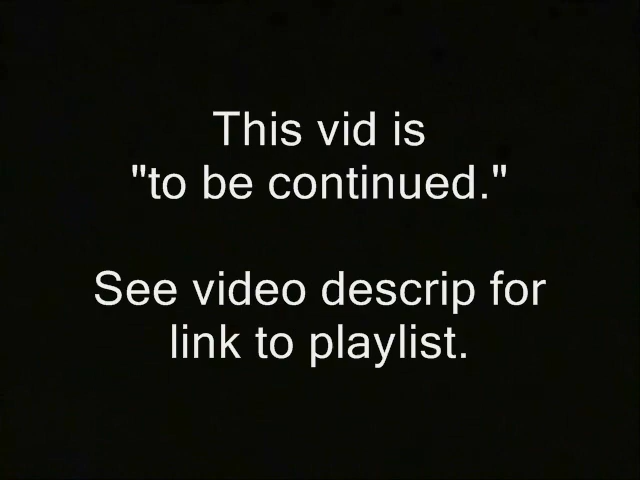 This vid is
"to be continued."
See video descrip for
link to playlist.